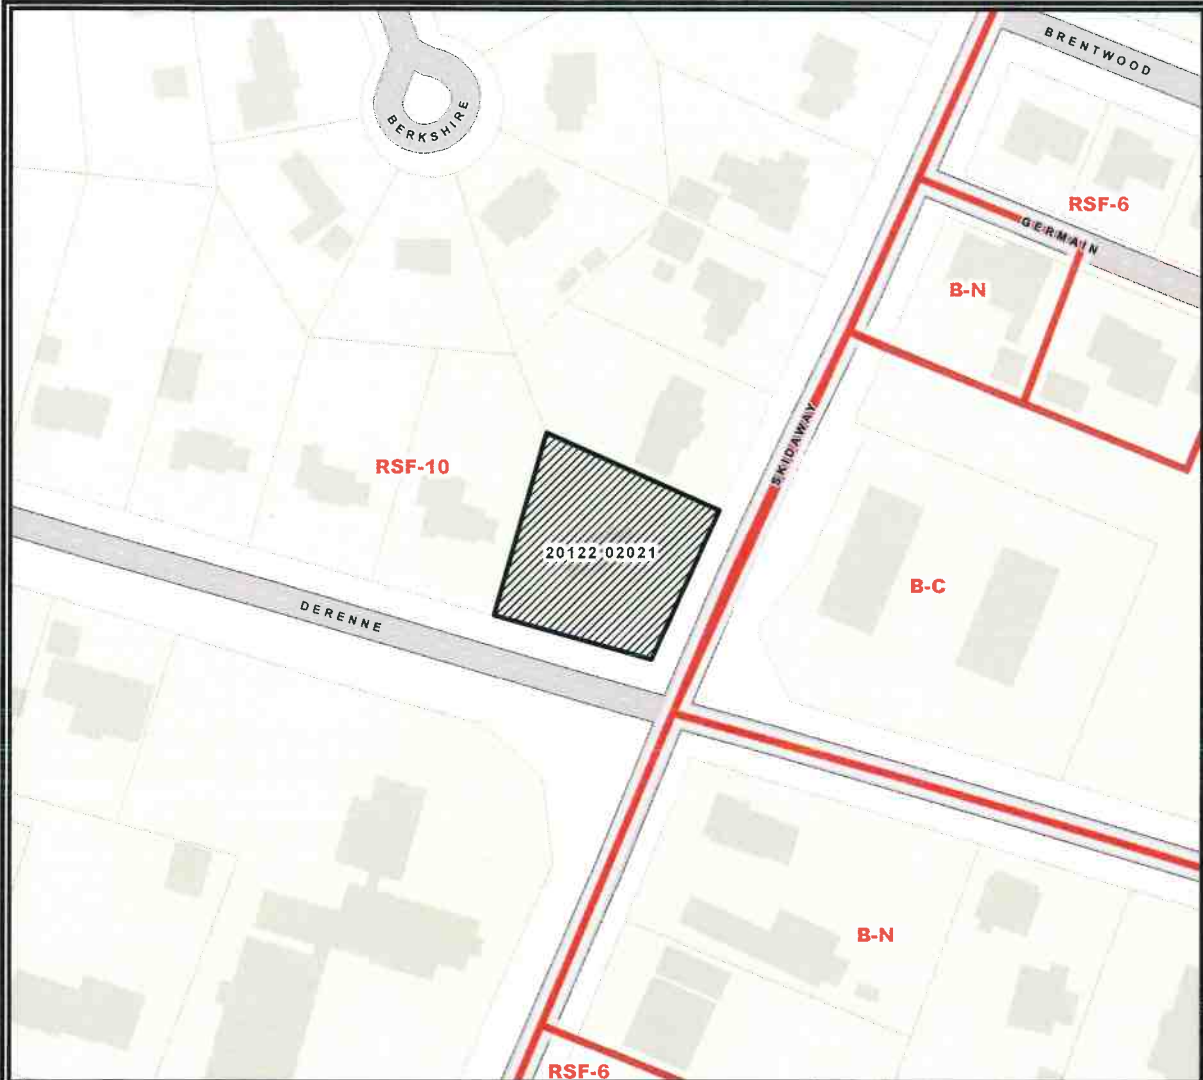 BRENTWOOD
BERKSHIRE
RSF-6
GERMAIN
B-N
SKIDAWAY
RSF-10
20122 02021
B-C
DERENNE
B-N
RSF-6